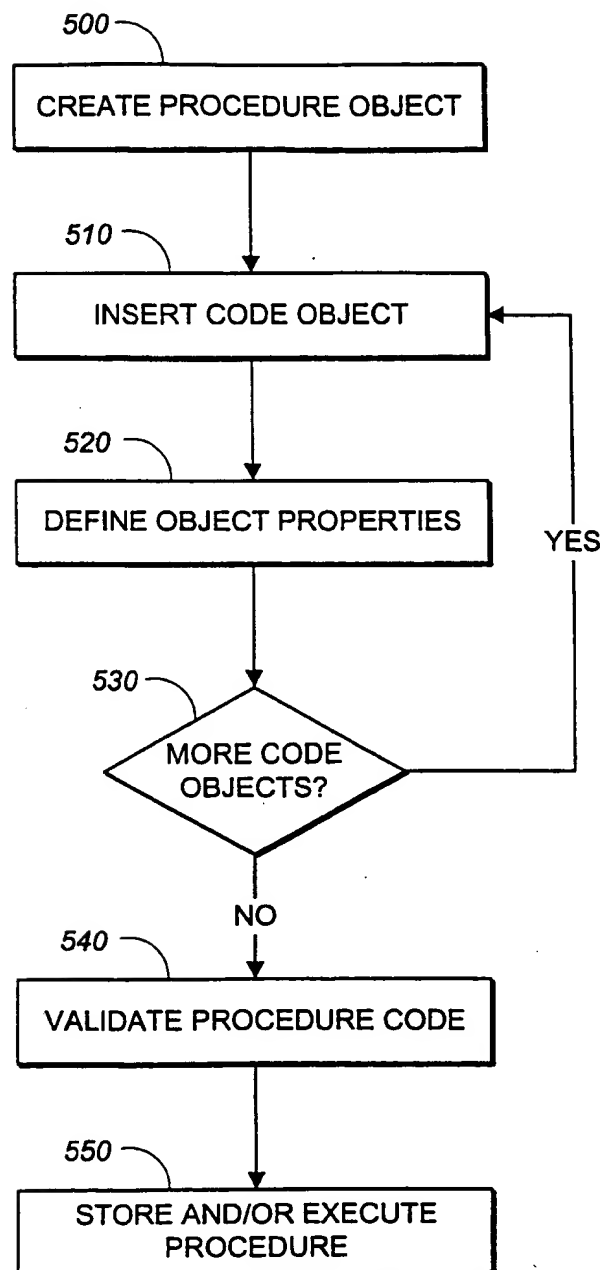 500
CREATE PROCEDURE OBJECT
510
INSERT CODE OBJECT
520
DEFINE OBJECT PROPERTIES
YES
530
MORE CODE
OBJECTS?
NO
540
VALIDATE PROCEDURE CODE
550
STORE AND/OR EXECUTE
PROCEDURE